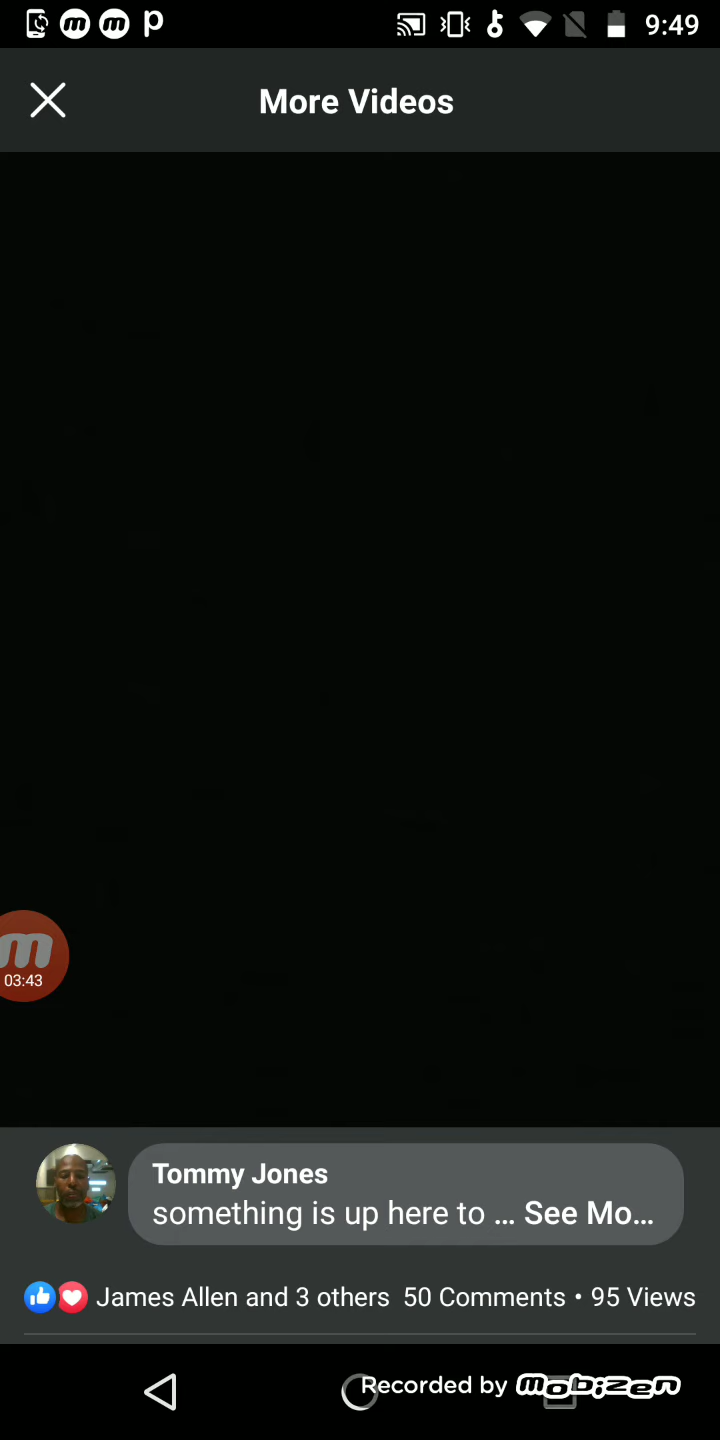 9:49
More Videos
m
03:43
Tommy Jones
something is up here to ... See Mo...
James Allen and 3 others 50 Comments • 95 Views
Recorded by mobizen